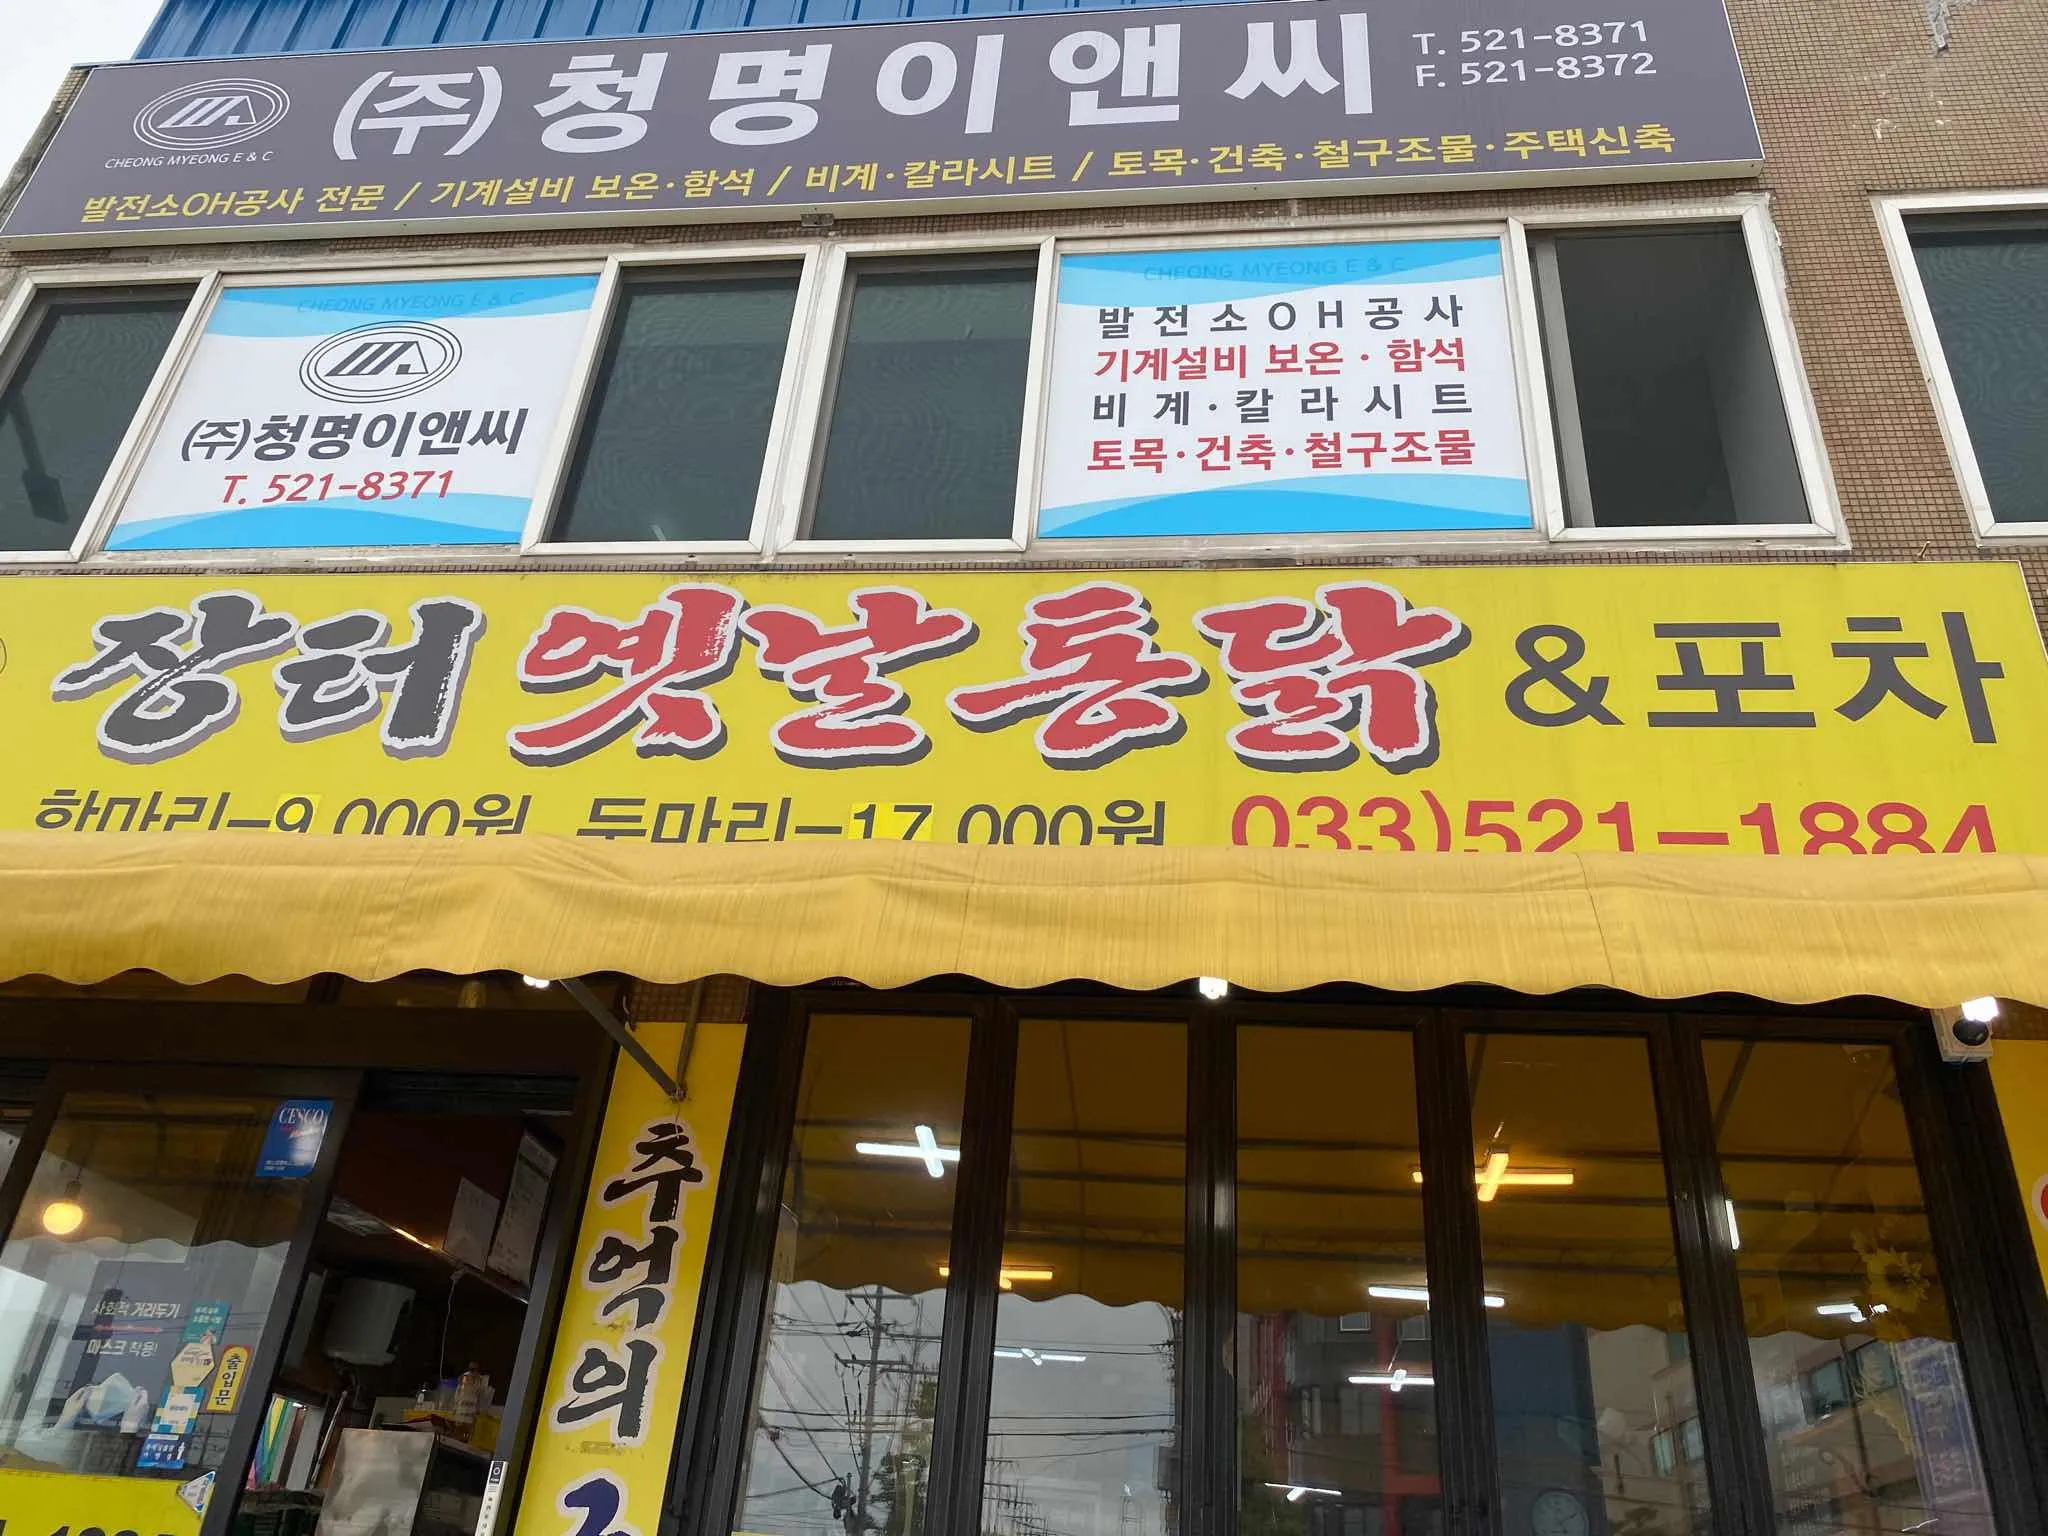 (주)청명이앤씨
T. 521-8371
F. 521-8372
CHEONG MYEONG E & C
발전소OH공사 전문 / 기계설비 보온·함석 / 비계·칼라시트 / 토목·건축·철구조물·주택신축
CHEONG MYEONG E & C
(주)청명이앤씨
T. 521-8371
CHEONG MYEONG E & C
발전소OH공사
기계설비 보온·함석
비계·칼라시트
토목·건축·철구조물
장터 옛날통닭 & 포차
한마리-9,000원 두마리-17,000원 033)521-1884
CESCO
추억의
사회적 거리두기
마스크 착용!
출입문